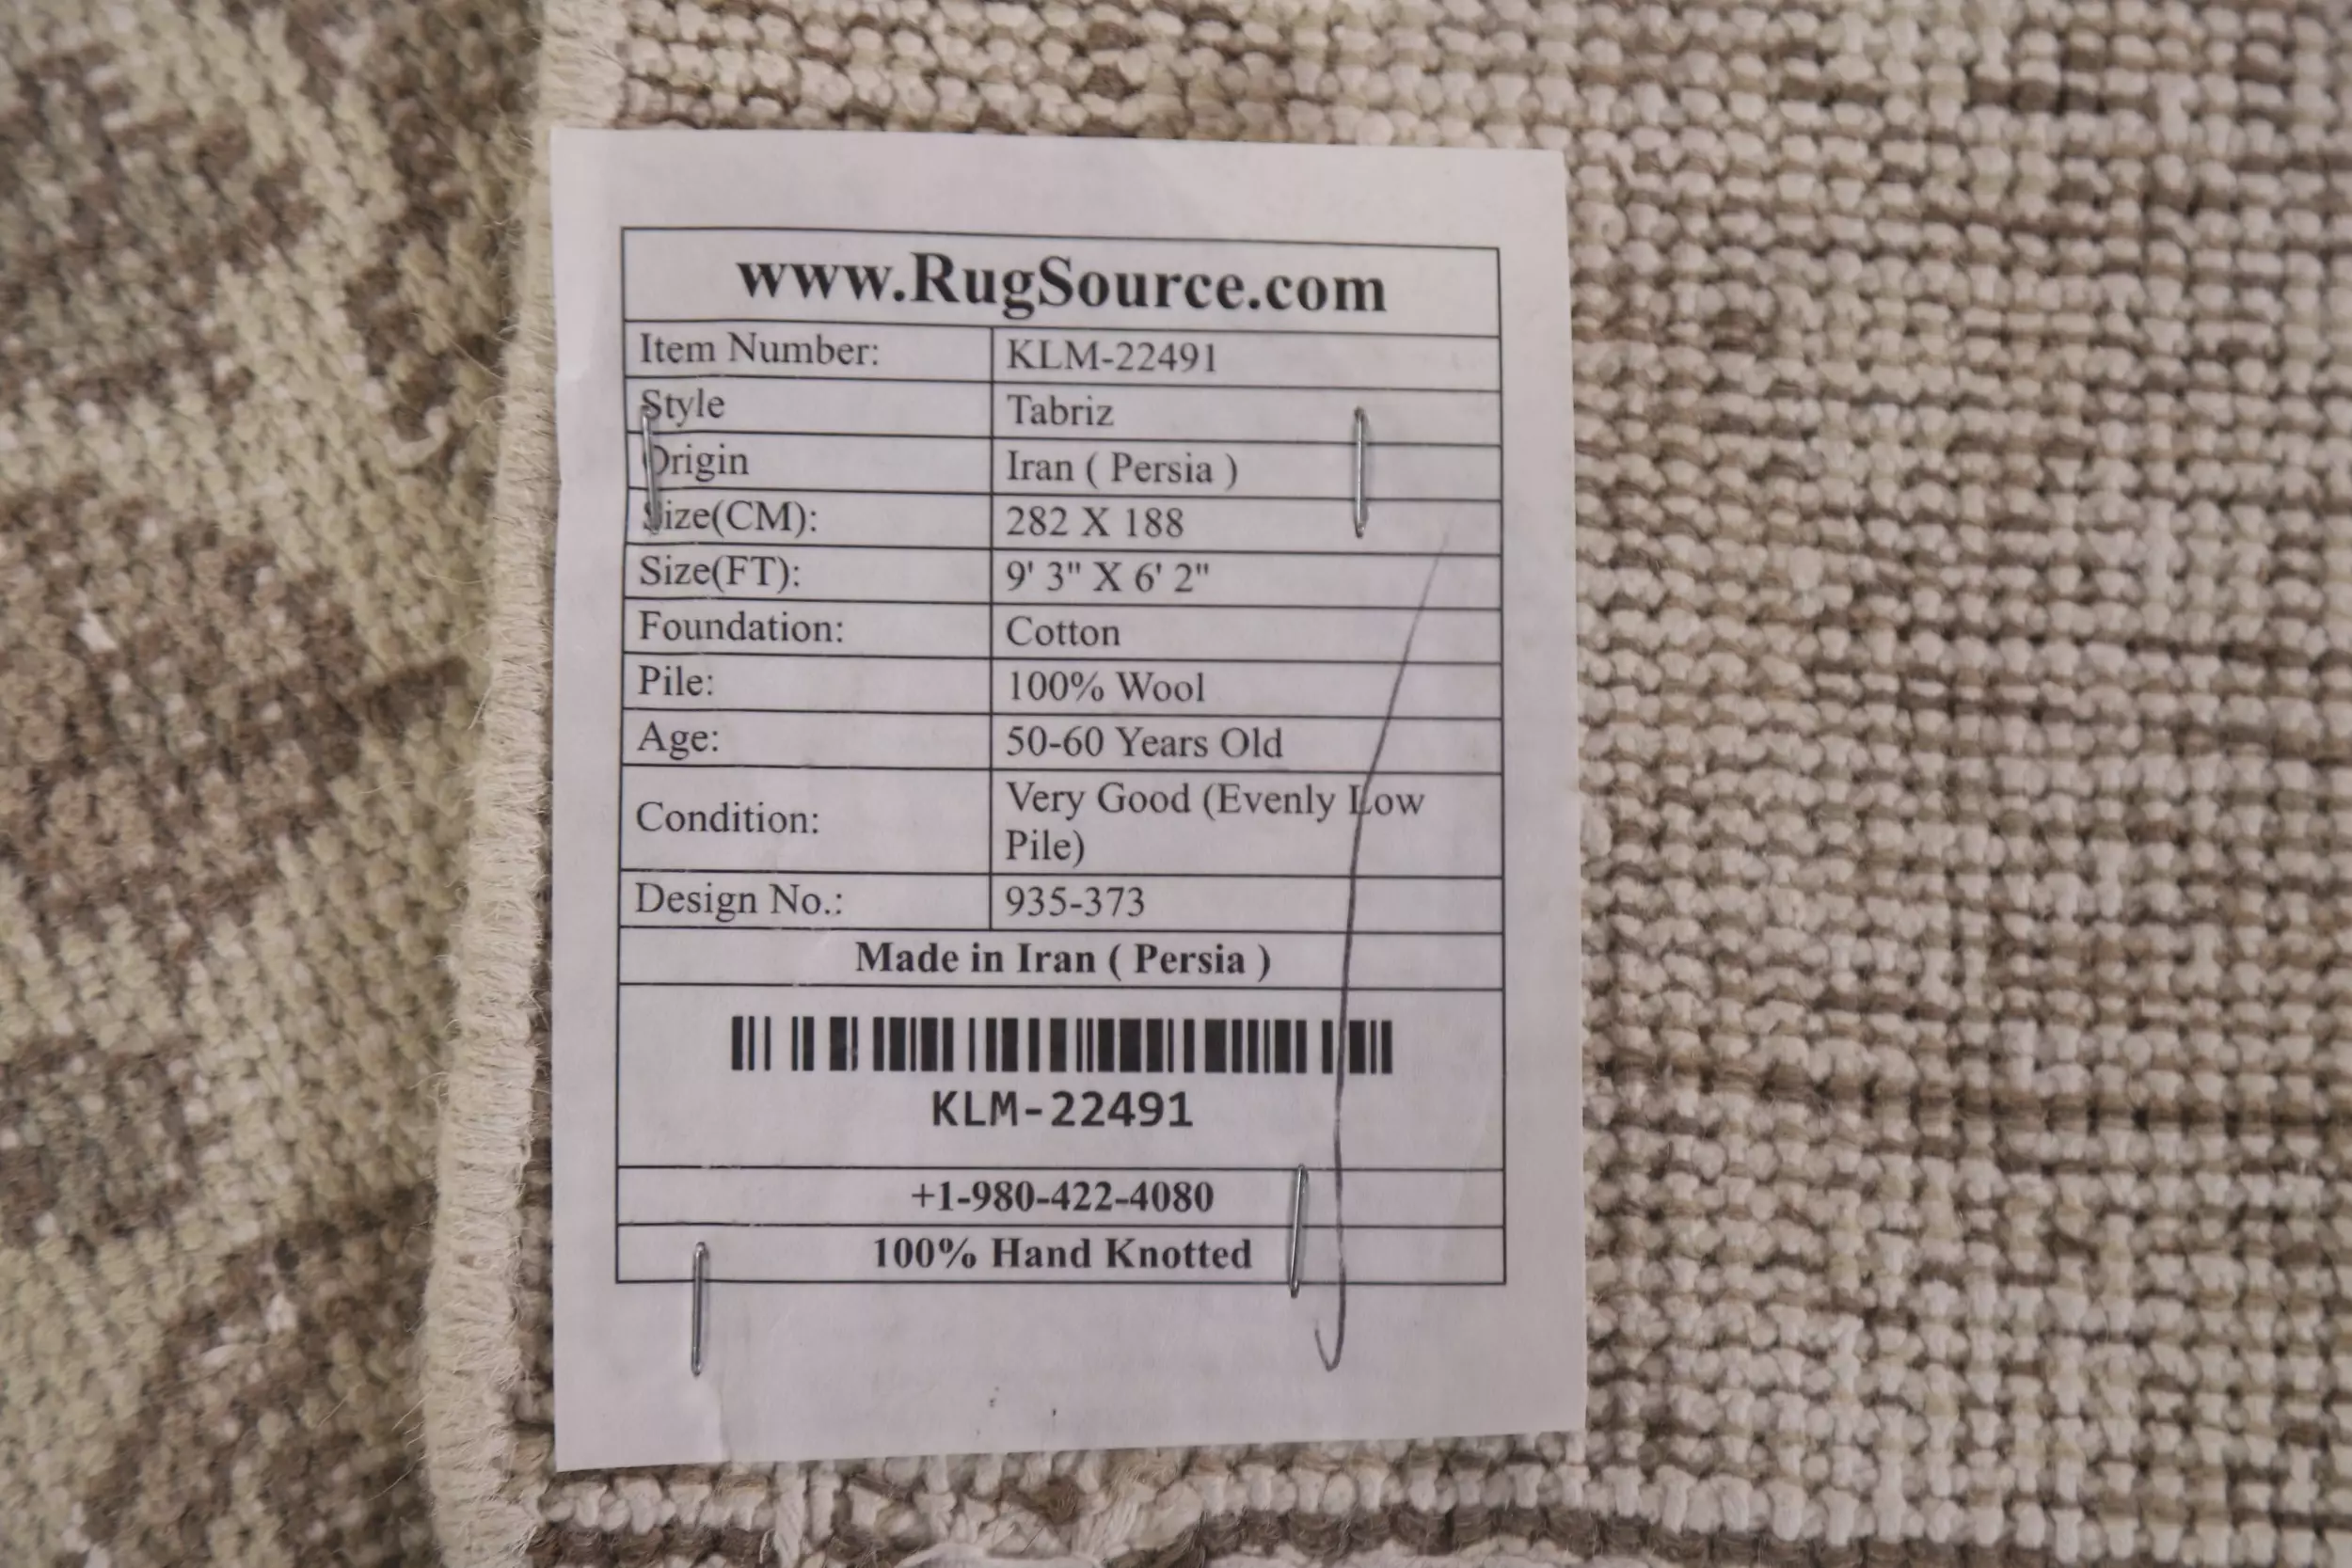 www.RugSource.com
Item Number: KLM-22491
Style Tabriz
Origin Iran ( Persia )
Size(CM): 282 X 188
Size(FT): 9' 3" X 6' 2"
Foundation: Cotton
Pile: 100% Wool
Age: 50-60 Years Old
Condition: Very Good (Evenly Low
Pile)
Design No.: 935-373
Made in Iran ( Persia )
KLM-22491
+1-980-422-4080
100% Hand Knotted